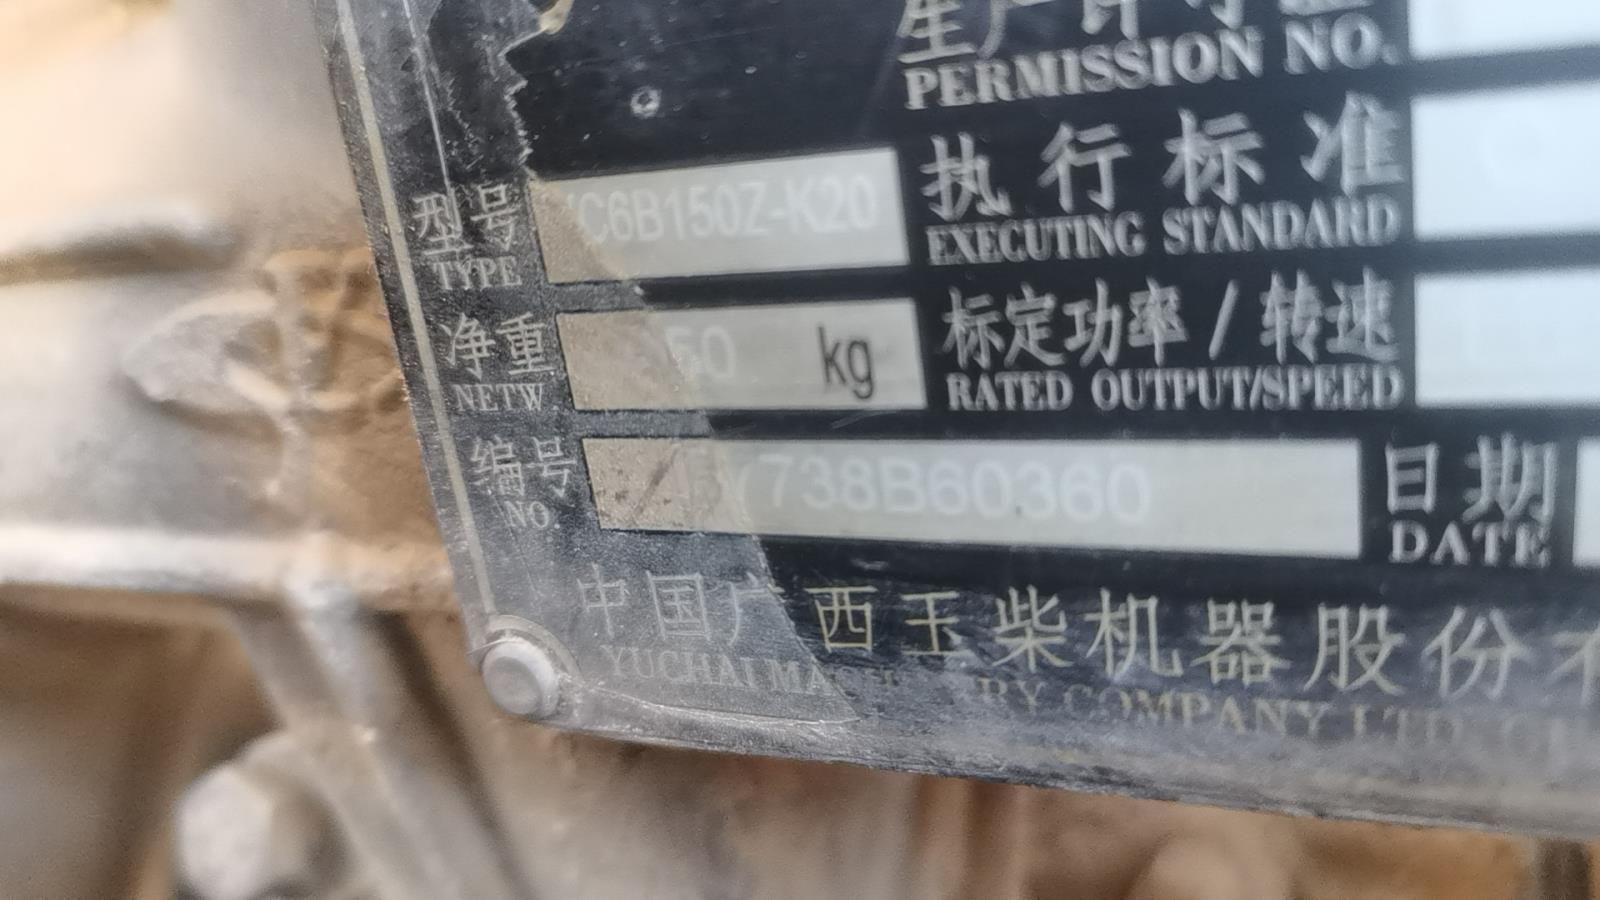 PERMISSION NO.
型号 TYPE C6B150Z-K20
执行标准
EXECUTING STANDARD
净重 NETW. 50 kg
标定功率/转速
RATED OUTPUT/SPEED
编号 NO. 738B60360
日期 DATE
中国广西玉柴机器股份
YUCHAI COMPANY LTD.